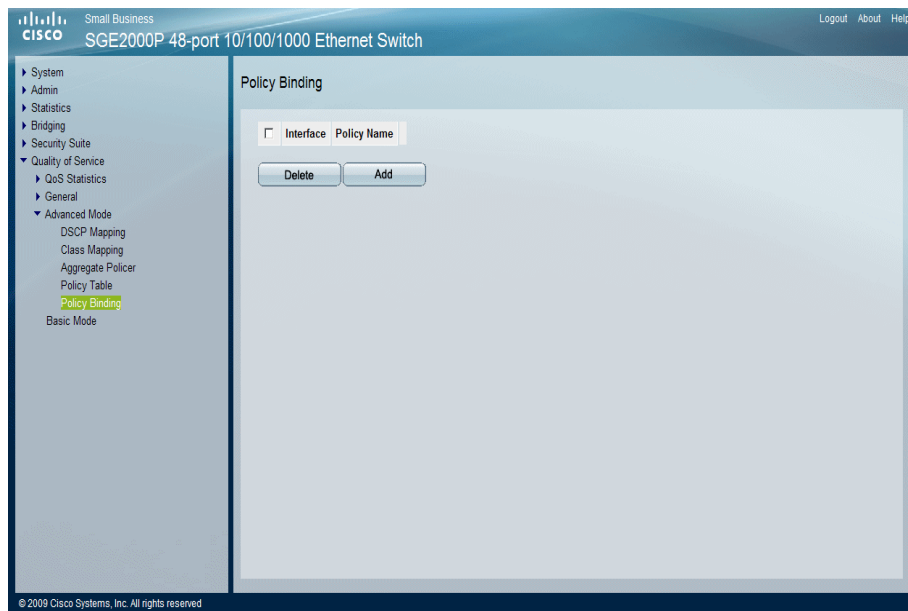 Small Business
CISCO
SGE2000P 48-port 10/100/1000 Ethernet Switch
Logout About Help
System
Admin
Statistics
Bridging
Security Suite
Quality of Service
QoS Statistics
General
Advanced Mode
DSCP Mapping
Class Mapping
Aggregate Policer
Policy Table
Policy Binding
Basic Mode
Policy Binding
Interface Policy Name
Delete Add
© 2009 Cisco Systems, Inc. All rights reserved